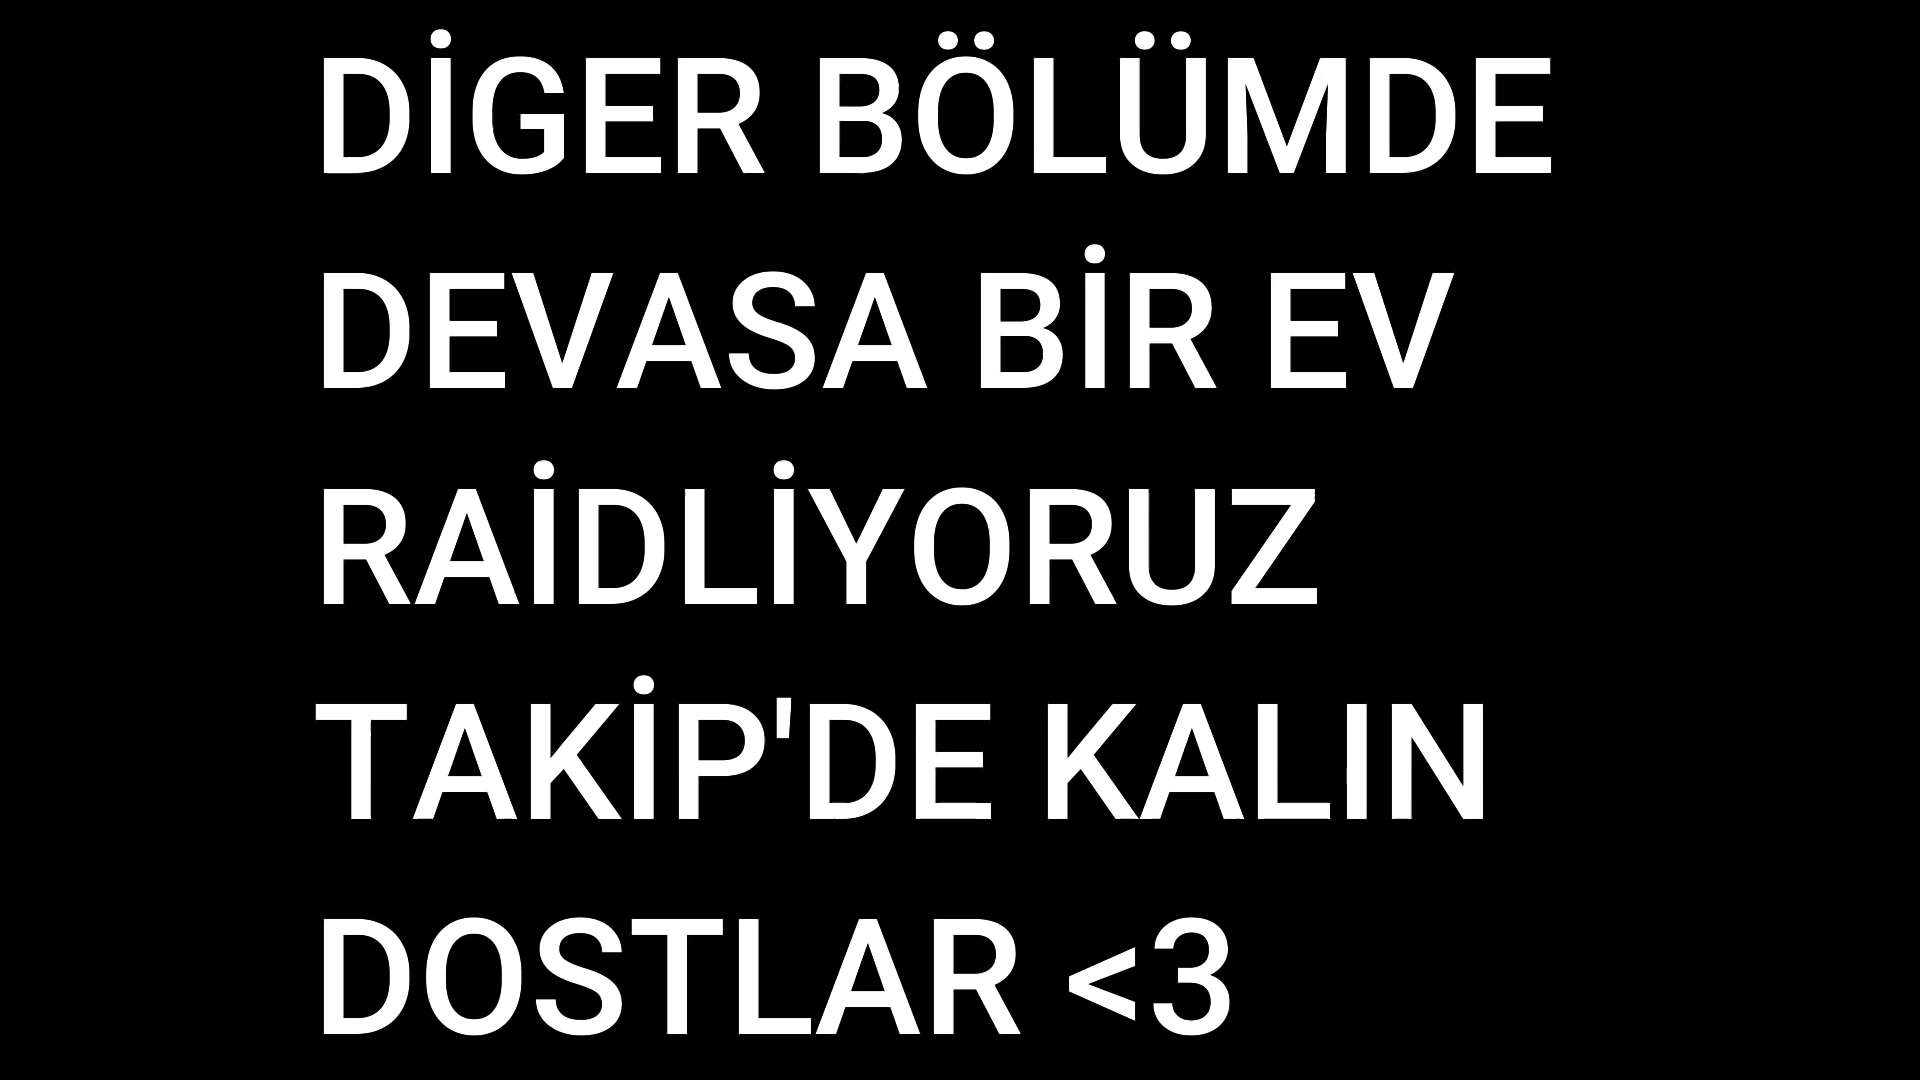 DİGER BÖLÜMDE
DEVASA BİR EV
RAİDLİYORUZ
TAKİP'DE KALIN
DOSTLAR <3